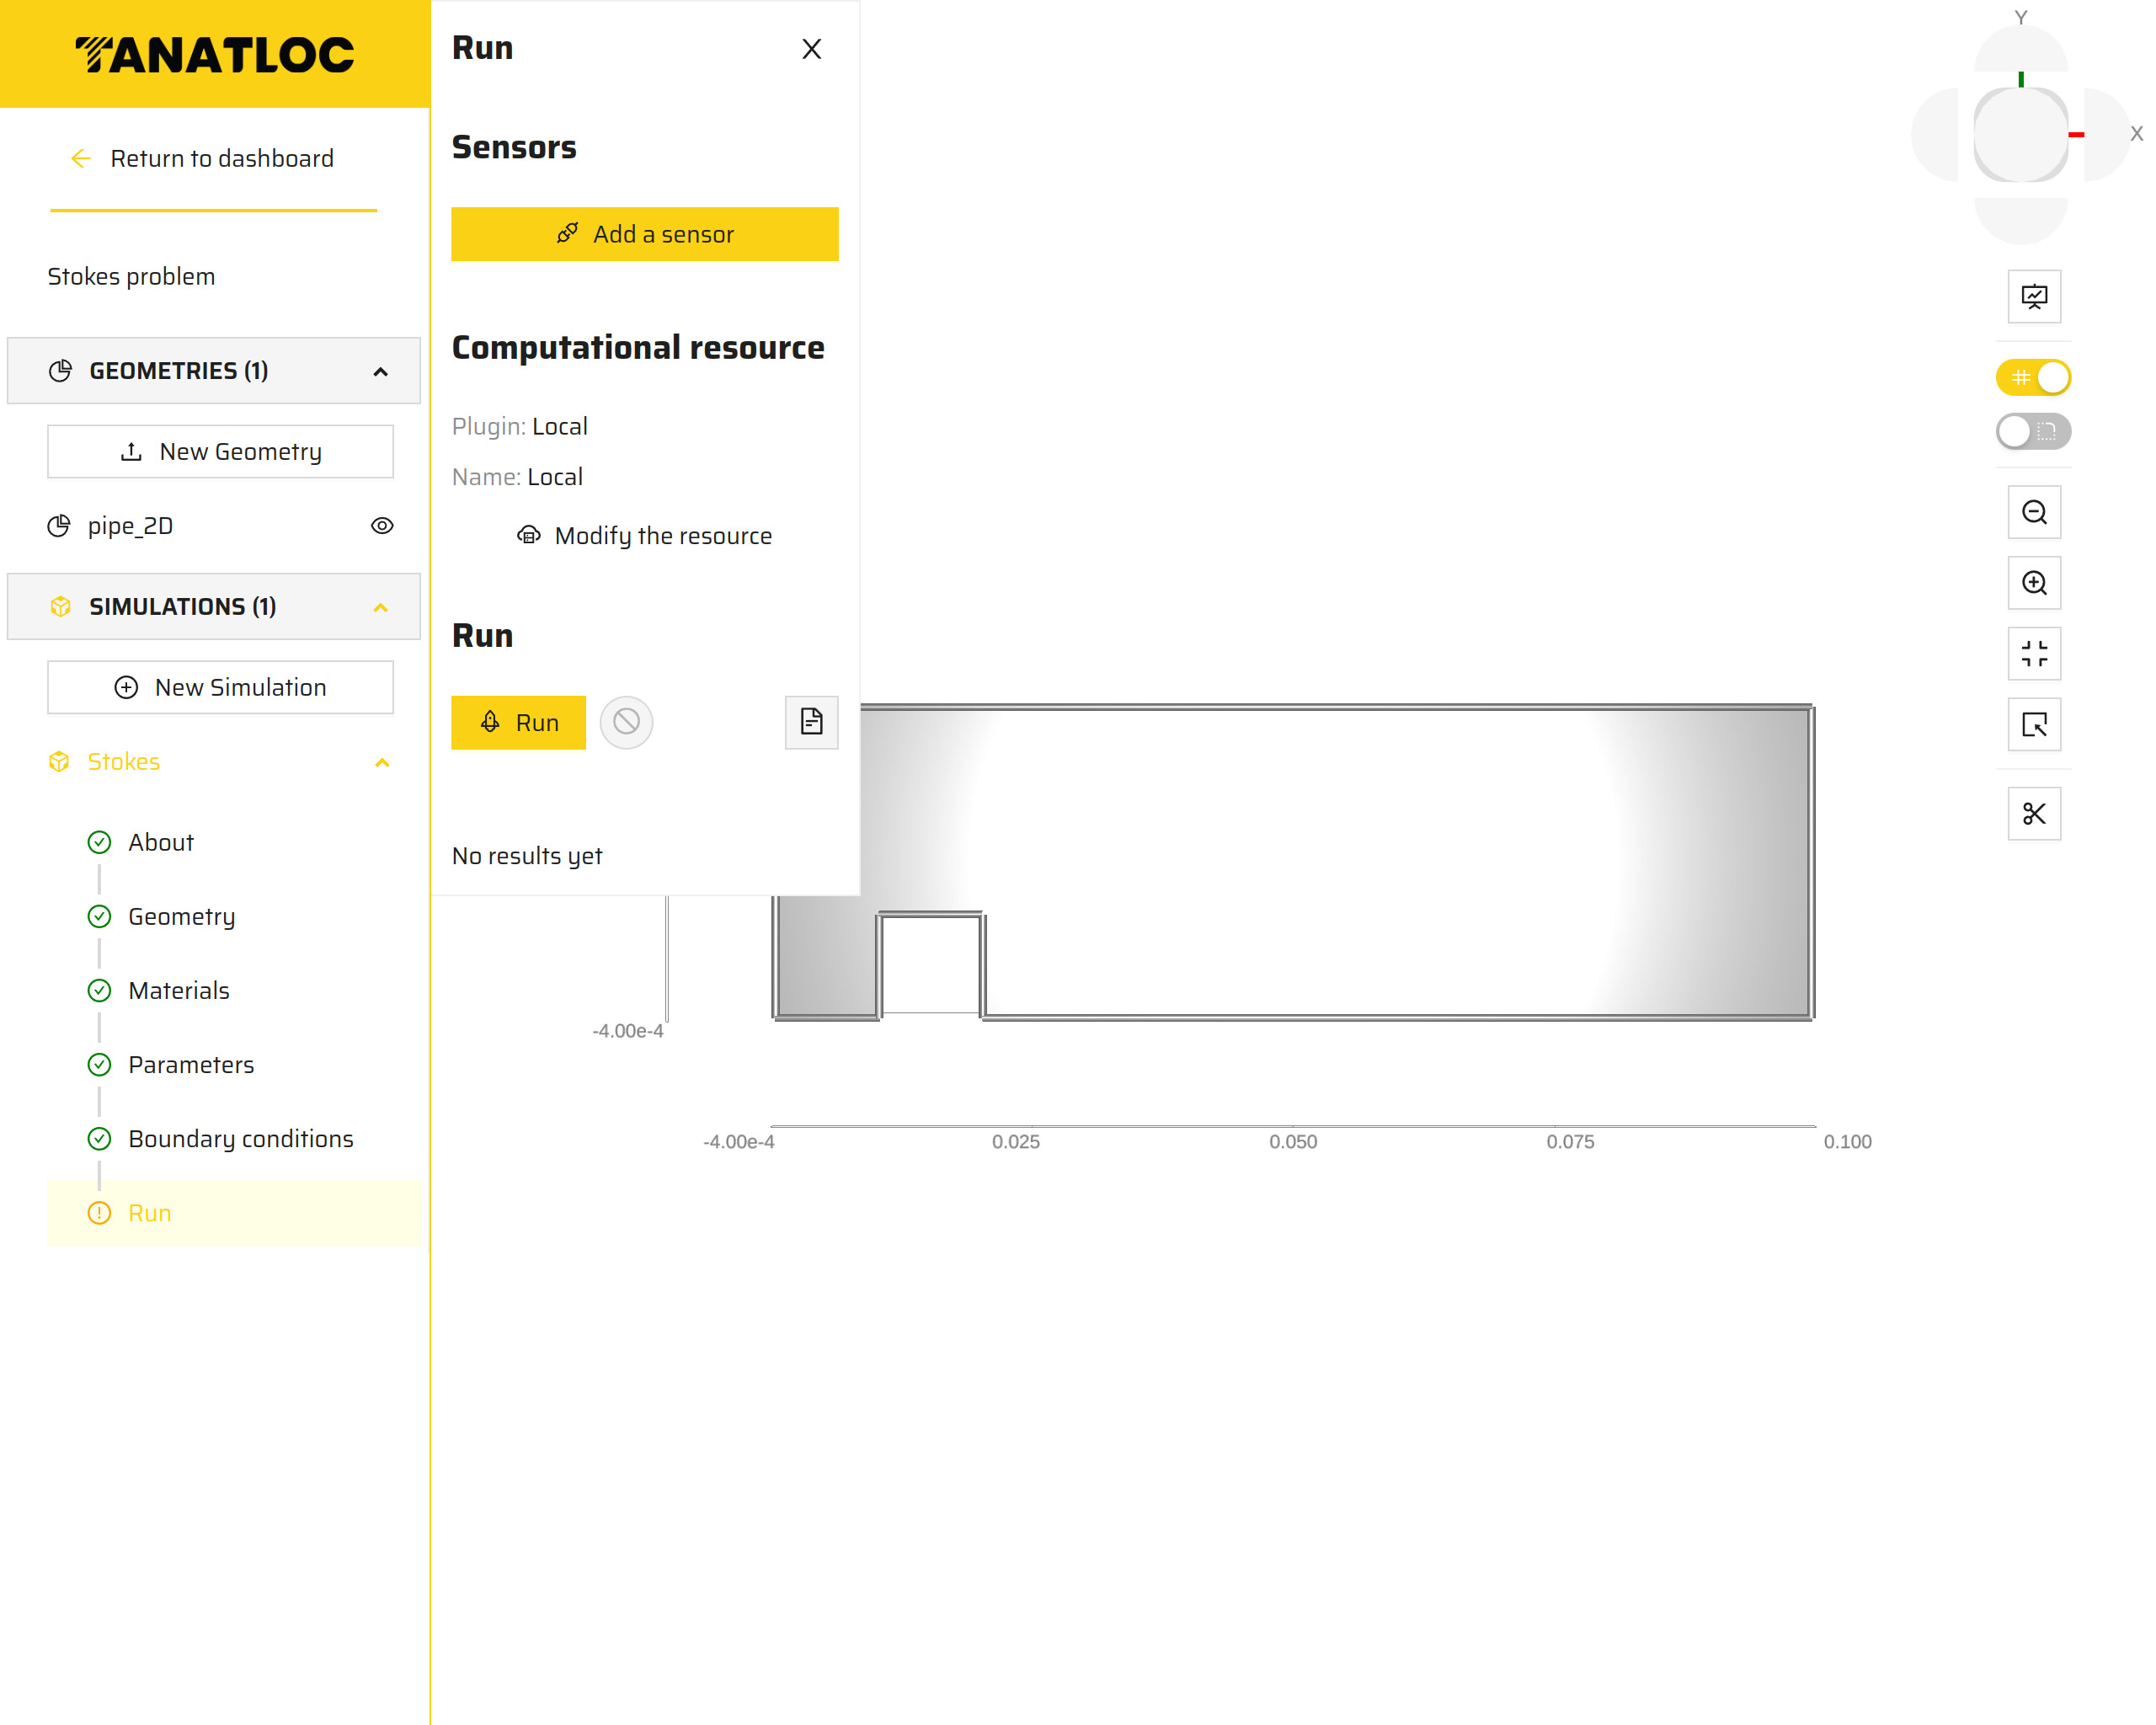 TANATLOC
Return to dashboard
Stokes problem
GEOMETRIES (1)
New Geometry
pipe_2D
SIMULATIONS (1)
New Simulation
Stokes
About
Geometry
Materials
Parameters
Boundary conditions
Run
Run
Sensors
Add a sensor
Computational resource
Plugin: Local
Name: Local
Modify the resource
Run
Run
No results yet
-4.00e-4
-4.00e-4
0.025
0.050
0.075
0.100
Y
X